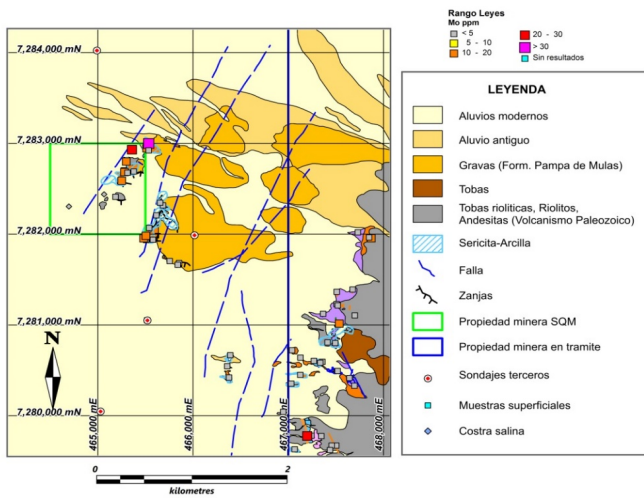 Rango Leyes
Mo ppm
< 5
5 - 10
10 - 20
20 - 30
> 30
Sin resultados
7,284,000 mN
7,283,000 mN
7,282,000 mN
7,281,000 mN
7,280,000 mN
N
465,000 mE
466,000 mE
467,000 mE
468,000 mE
0
2
kilometres
LEYENDA
Aluvios modernos
Aluvio antiguo
Gravas (Form. Pampa de Mulas)
Tobas
Tobas rioliticas, Riolitos,
Andesitas (Volcanismo Paleozoico)
Sericita-Arcilla
Falla
Zanjas
Propiedad minera SQM
Propiedad minera en tramite
Sondajes terceros
Muestras superficiales
Costra salina